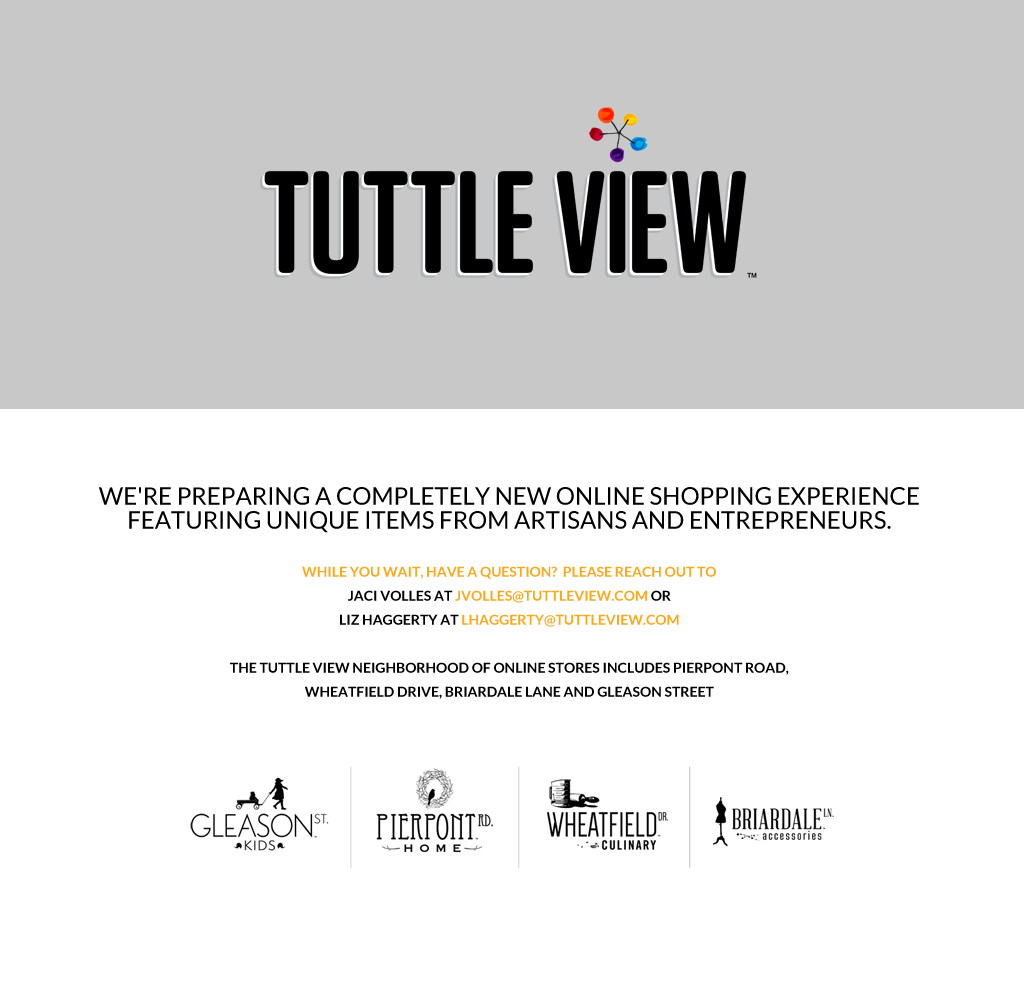 TUTTLE VIEW™
WE'RE PREPARING A COMPLETELY NEW ONLINE SHOPPING EXPERIENCE
FEATURING UNIQUE ITEMS FROM ARTISANS AND ENTREPRENEURS.
WHILE YOU WAIT, HAVE A QUESTION? PLEASE REACH OUT TO
JACI VOLLES AT JVOLLES@TUTTLEVIEW.COM OR
LIZ HAGGERTY AT LHAGGERTY@TUTTLEVIEW.COM
THE TUTTLE VIEW NEIGHBORHOOD OF ONLINE STORES INCLUDES PIERPONT ROAD,
WHEATFIELD DRIVE, BRIARDALE LANE AND GLEASON STREET
GLEASON ST.
KIDS
PIERPONT RD.
HOME
WHEATFIELD DR.
CULINARY
BRIARDALE LN.
accessories